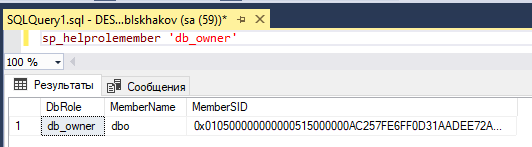 SQLQuery1.sql - DES...blskhakov (sa (59))*
sp_helprolemember 'db_owner'
100 %
Результаты Сообщения
DbRole MemberName MemberSID
1 db_owner dbo 0x010500000000000515000000AC257FE6FF0D31AADEE72A...